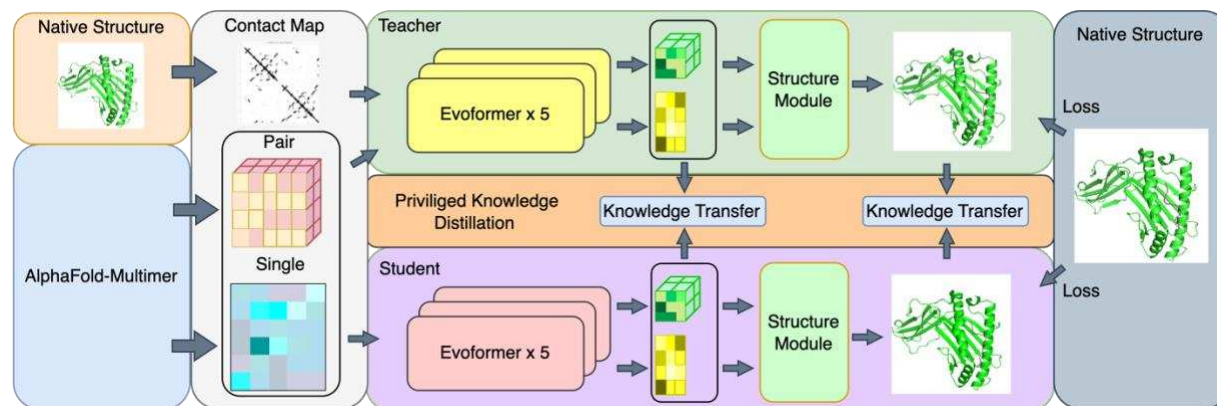 Native Structure
AlphaFold-Multimer
Contact Map
Pair
Single
Teacher
Evoformer x 5
Structure
Module
Priviliged Knowledge
Distillation
Knowledge Transfer
Knowledge Transfer
Student
Evoformer x 5
Structure
Module
Native Structure
Loss
Loss